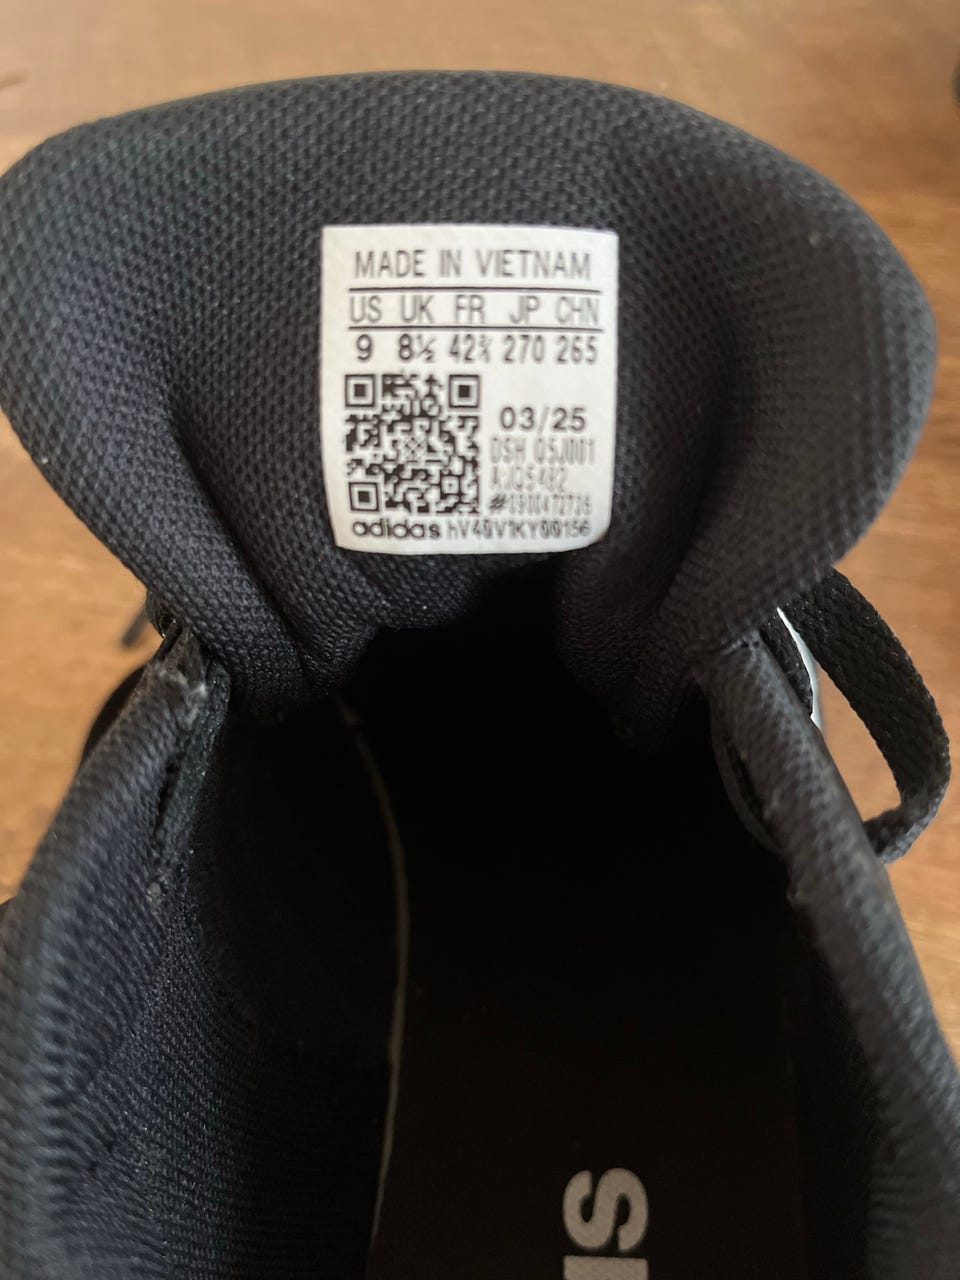 MADE IN VIETNAM
US UK FR JP CHN
9 8½ 42⅔ 270 265
03/25
DSH 05J001
adidas